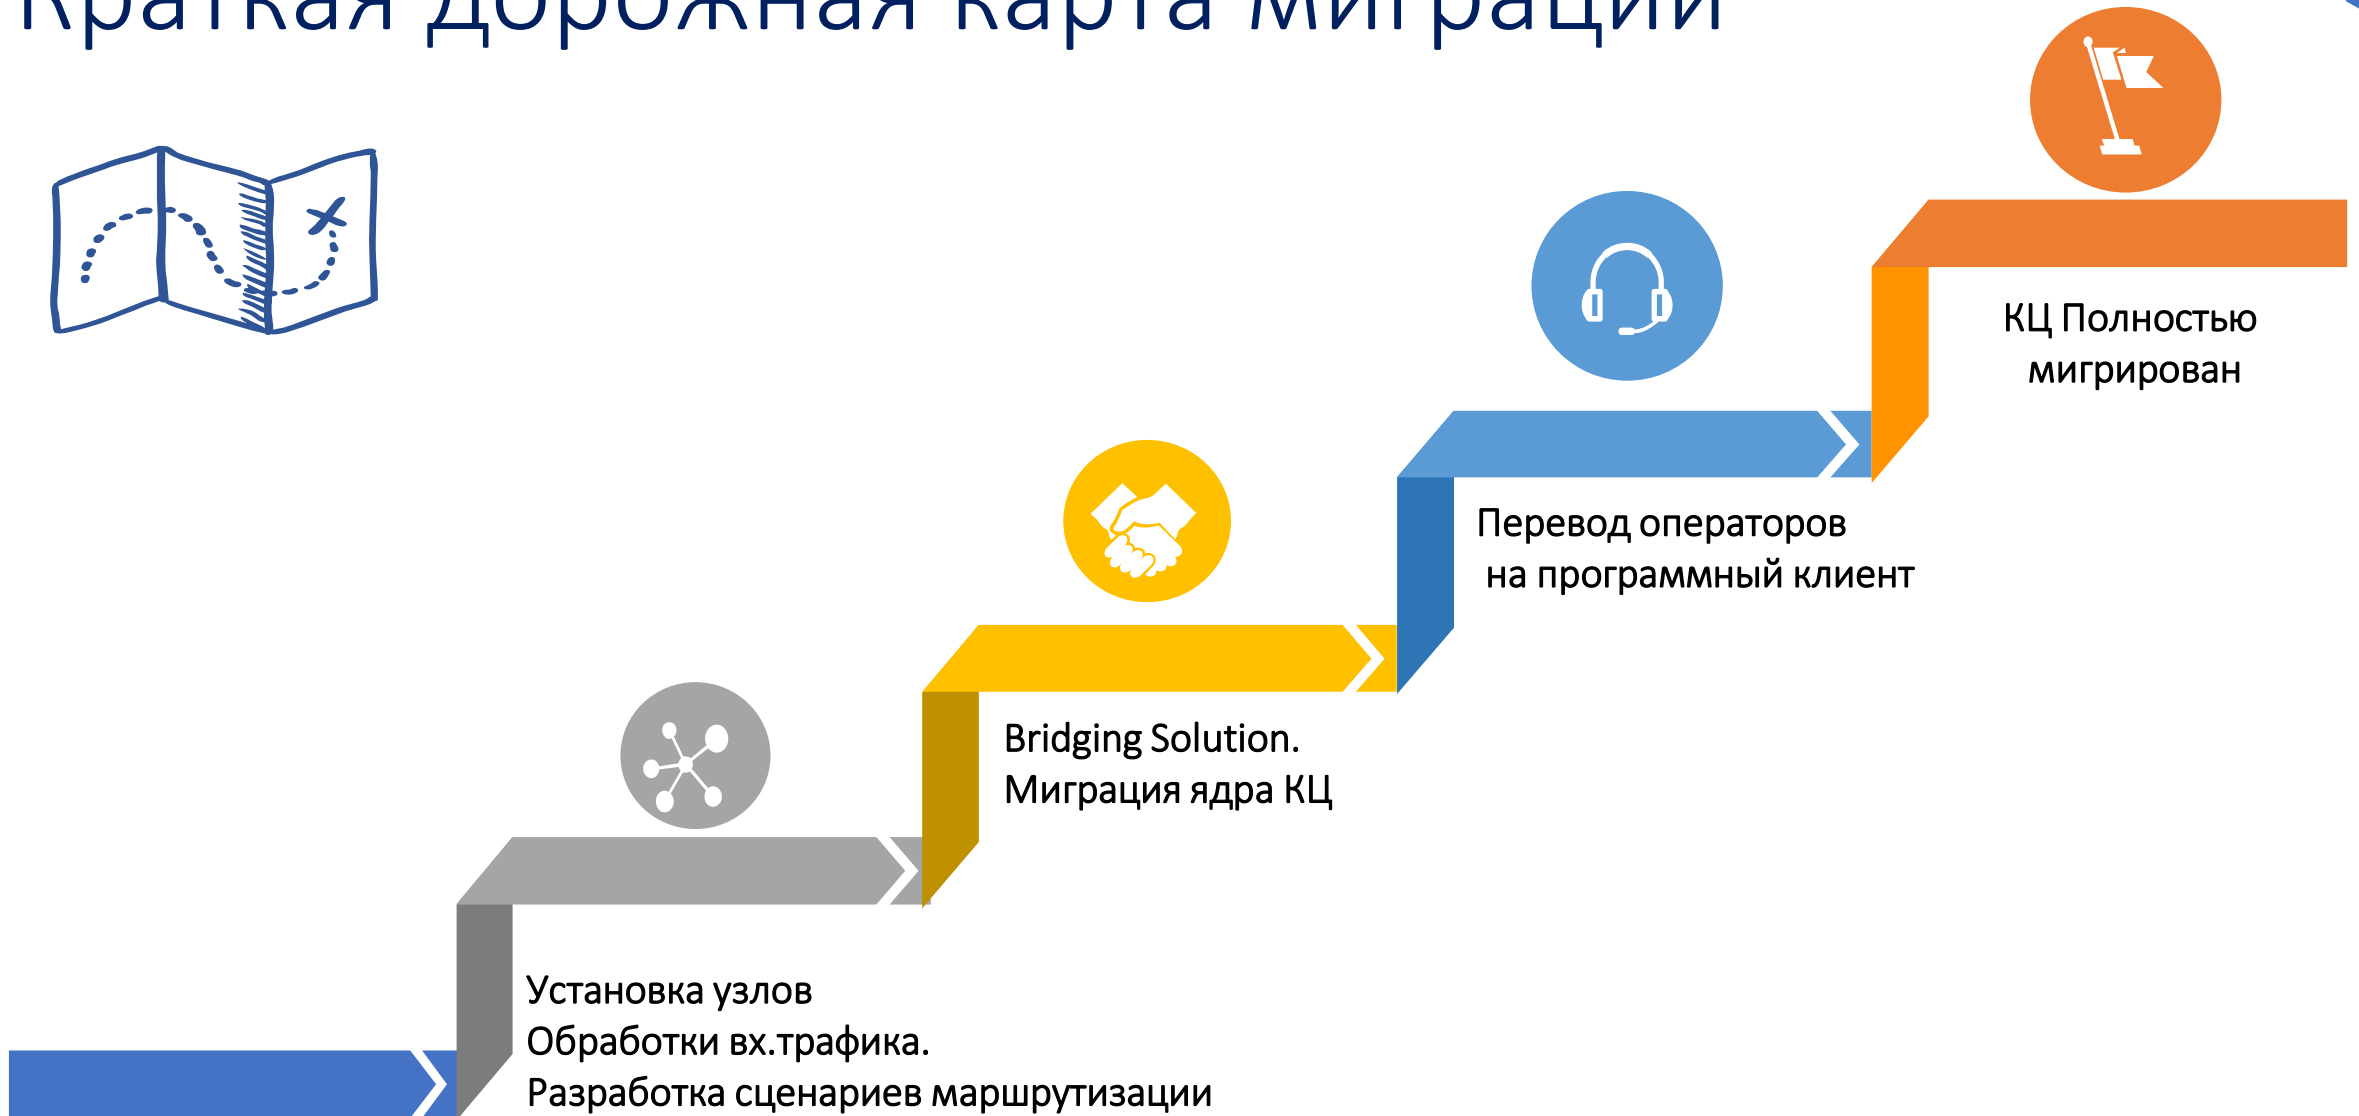 Краткая дорожная карта миграции
КЦ Полностью
мигрирован
Перевод операторов
на программный клиент
Bridging Solution.
Миграция ядра КЦ
Установка узлов
Обработки вх.трафика.
Разработка сценариев маршрутизации